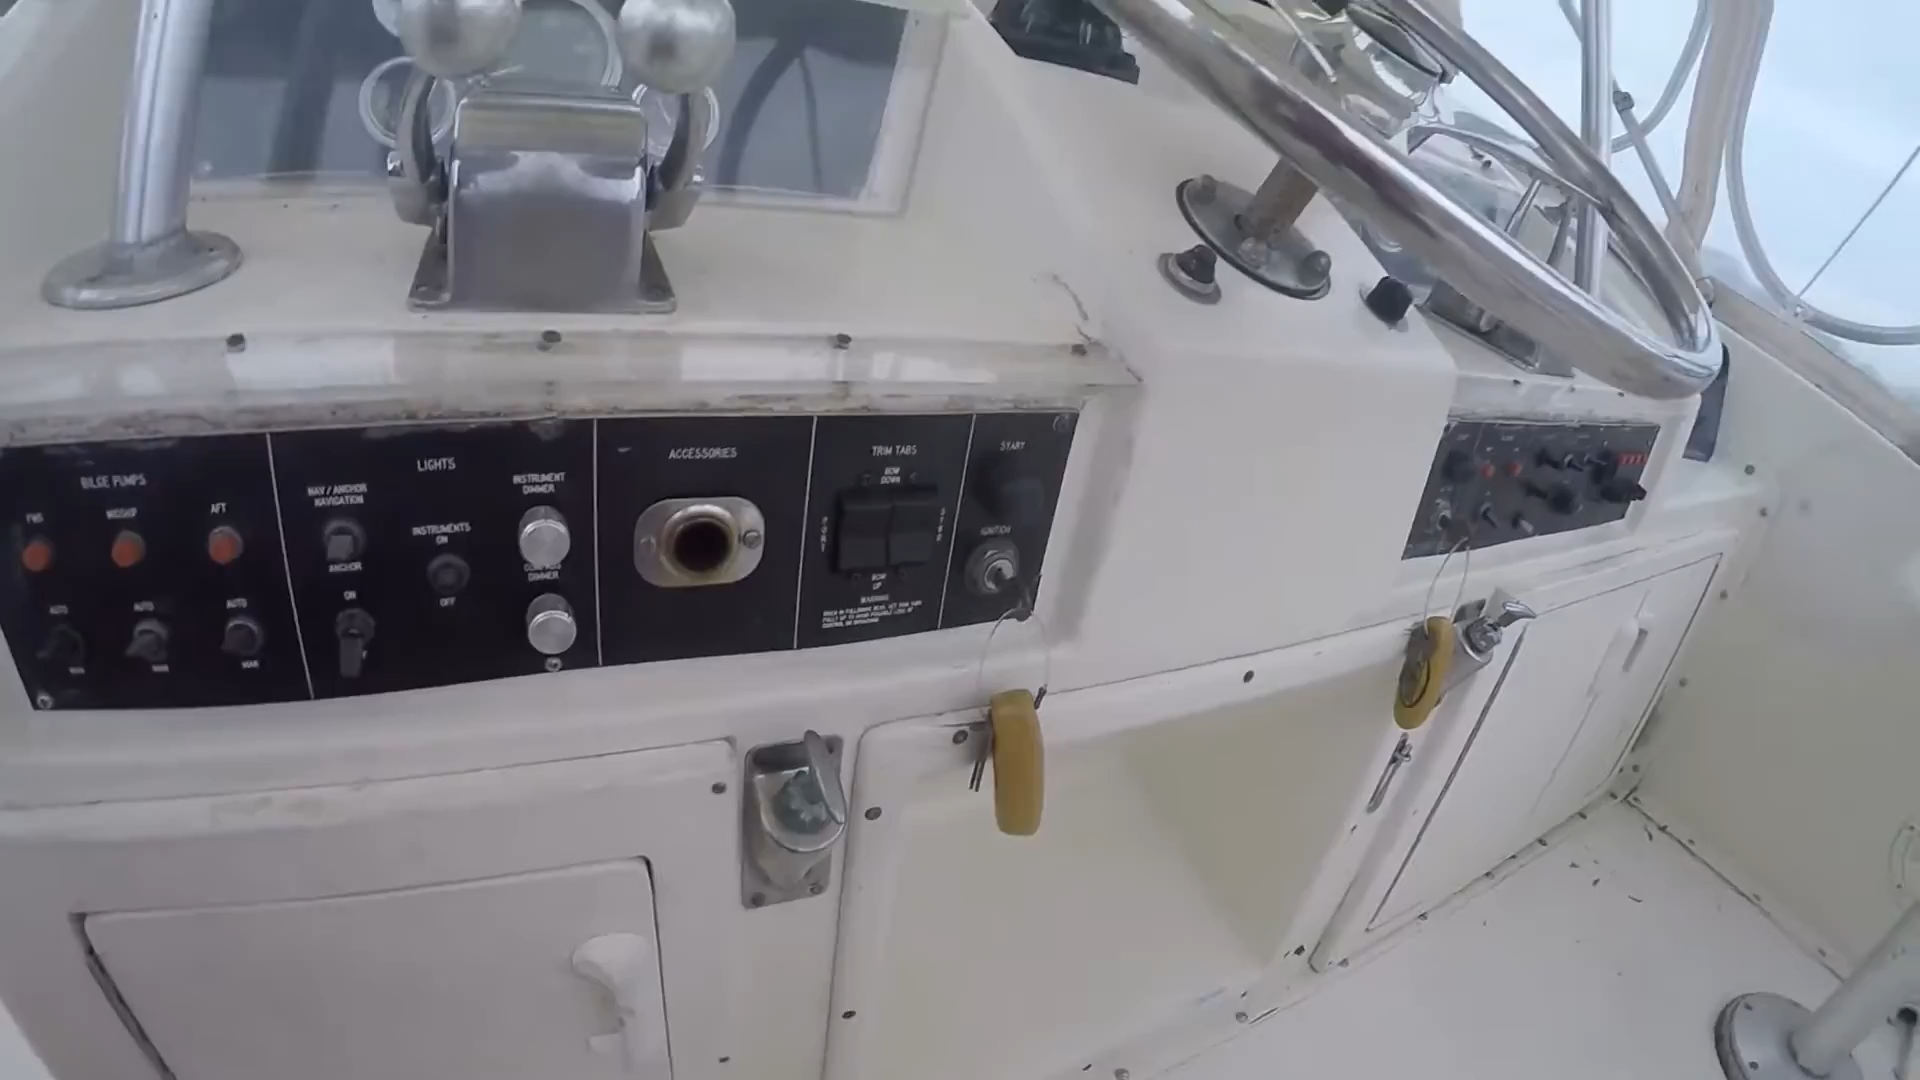 BILGE PUMPS
FWD
MIDSHIP
AFT
AUTO
AUTO
AUTO
MAN
MAN
MAN
LIGHTS
NAV / ANCHOR
NAVIGATION
ANCHOR
ON
INSTRUMENTS
ON
OFF
INSTRUMENT
DIMMER
COMPASS
DIMMER
ACCESSORIES
TRIM TABS
BOW
DOWN
PORT
STBD
BOW
UP
WARNING
START
IGNITION